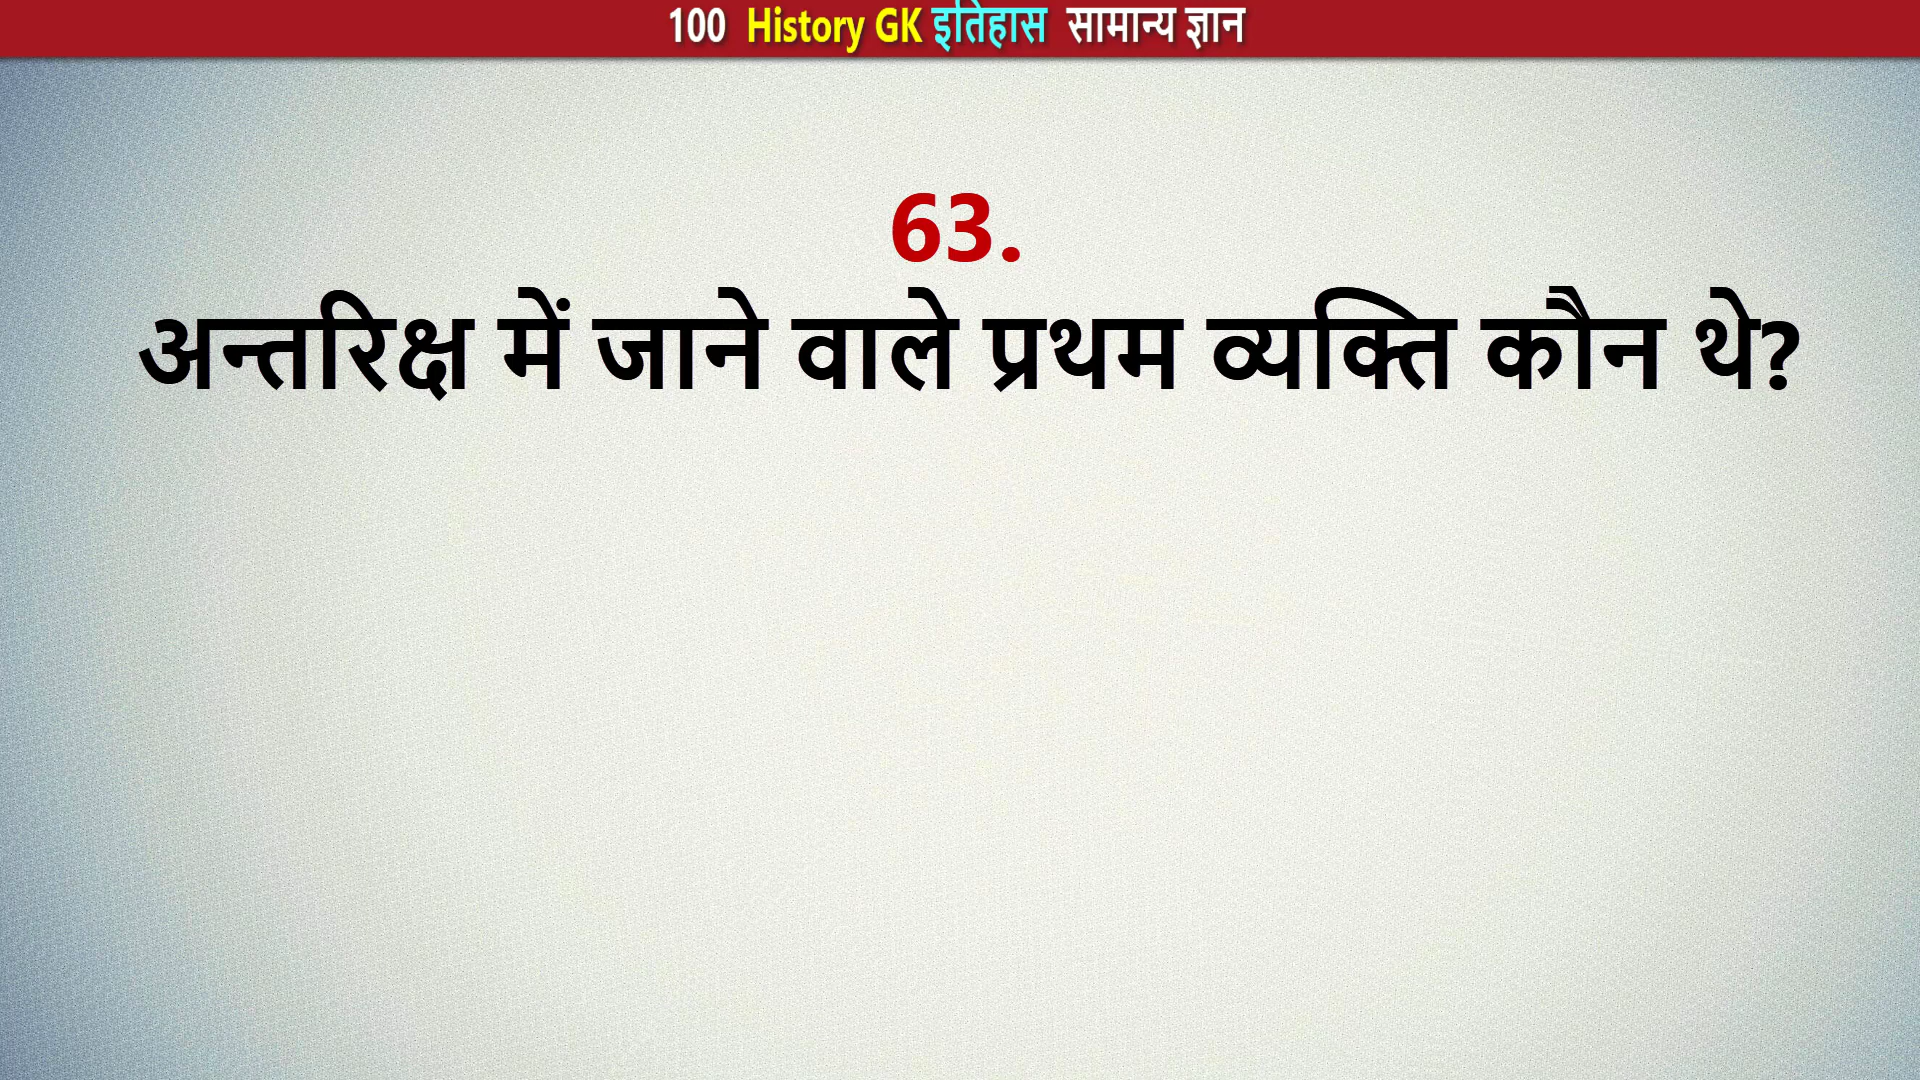 100 History GK इतिहास सामान्य ज्ञान
63.
अन्तरिक्ष में जाने वाले प्रथम व्यक्ति कौन थे?